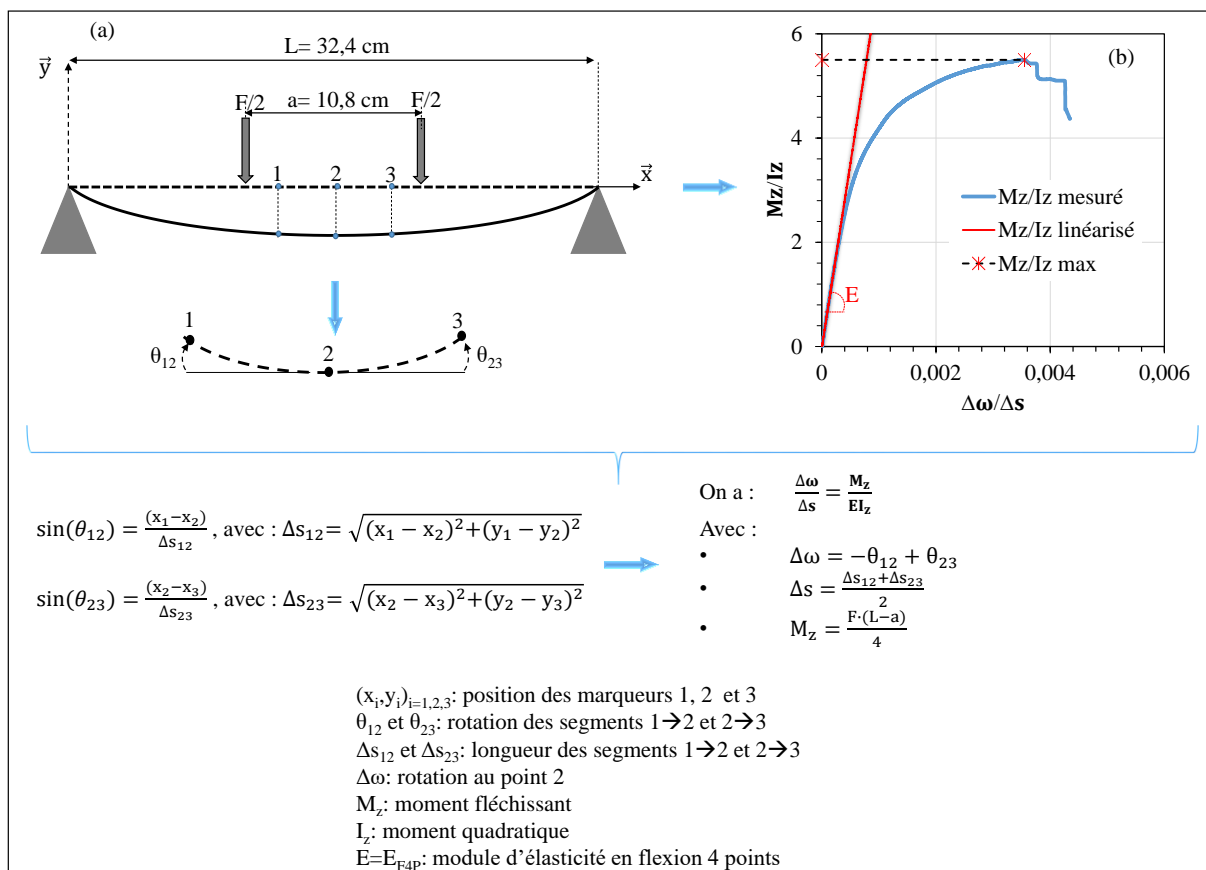 (a)
L= 32,4 cm
y⃗
F/2
a= 10,8 cm
F/2
1
2
3
x⃗
1
2
3
θ₁₂
θ₂₃
(b)
Mz/Iz
6
4
2
0
0
0,002
0,004
0,006
Δω/Δs
Mz/Iz mesuré
Mz/Iz linéarisé
Mz/Iz max
E
sin(θ₁₂) = (x₁−x₂)/Δs₁₂ , avec : Δs₁₂= √((x₁ − x₂)²+(y₁ − y₂)²)
sin(θ₂₃) = (x₂−x₃)/Δs₂₃ , avec : Δs₂₃= √((x₂ − x₃)²+(y₂ − y₃)²)
On a : Δω/Δs = M_z/EI_z
Avec :
• Δω = −θ₁₂ + θ₂₃
• Δs = (Δs₁₂+Δs₂₃)/2
• M_z = F·(L−a)/4
(xᵢ,yᵢ)ᵢ₌₁,₂,₃: position des marqueurs 1, 2 et 3
θ₁₂ et θ₂₃: rotation des segments 1→2 et 2→3
Δs₁₂ et Δs₂₃: longueur des segments 1→2 et 2→3
Δω: rotation au point 2
M_z: moment fléchissant
I_z: moment quadratique
E=E_F4P: module d'élasticité en flexion 4 points